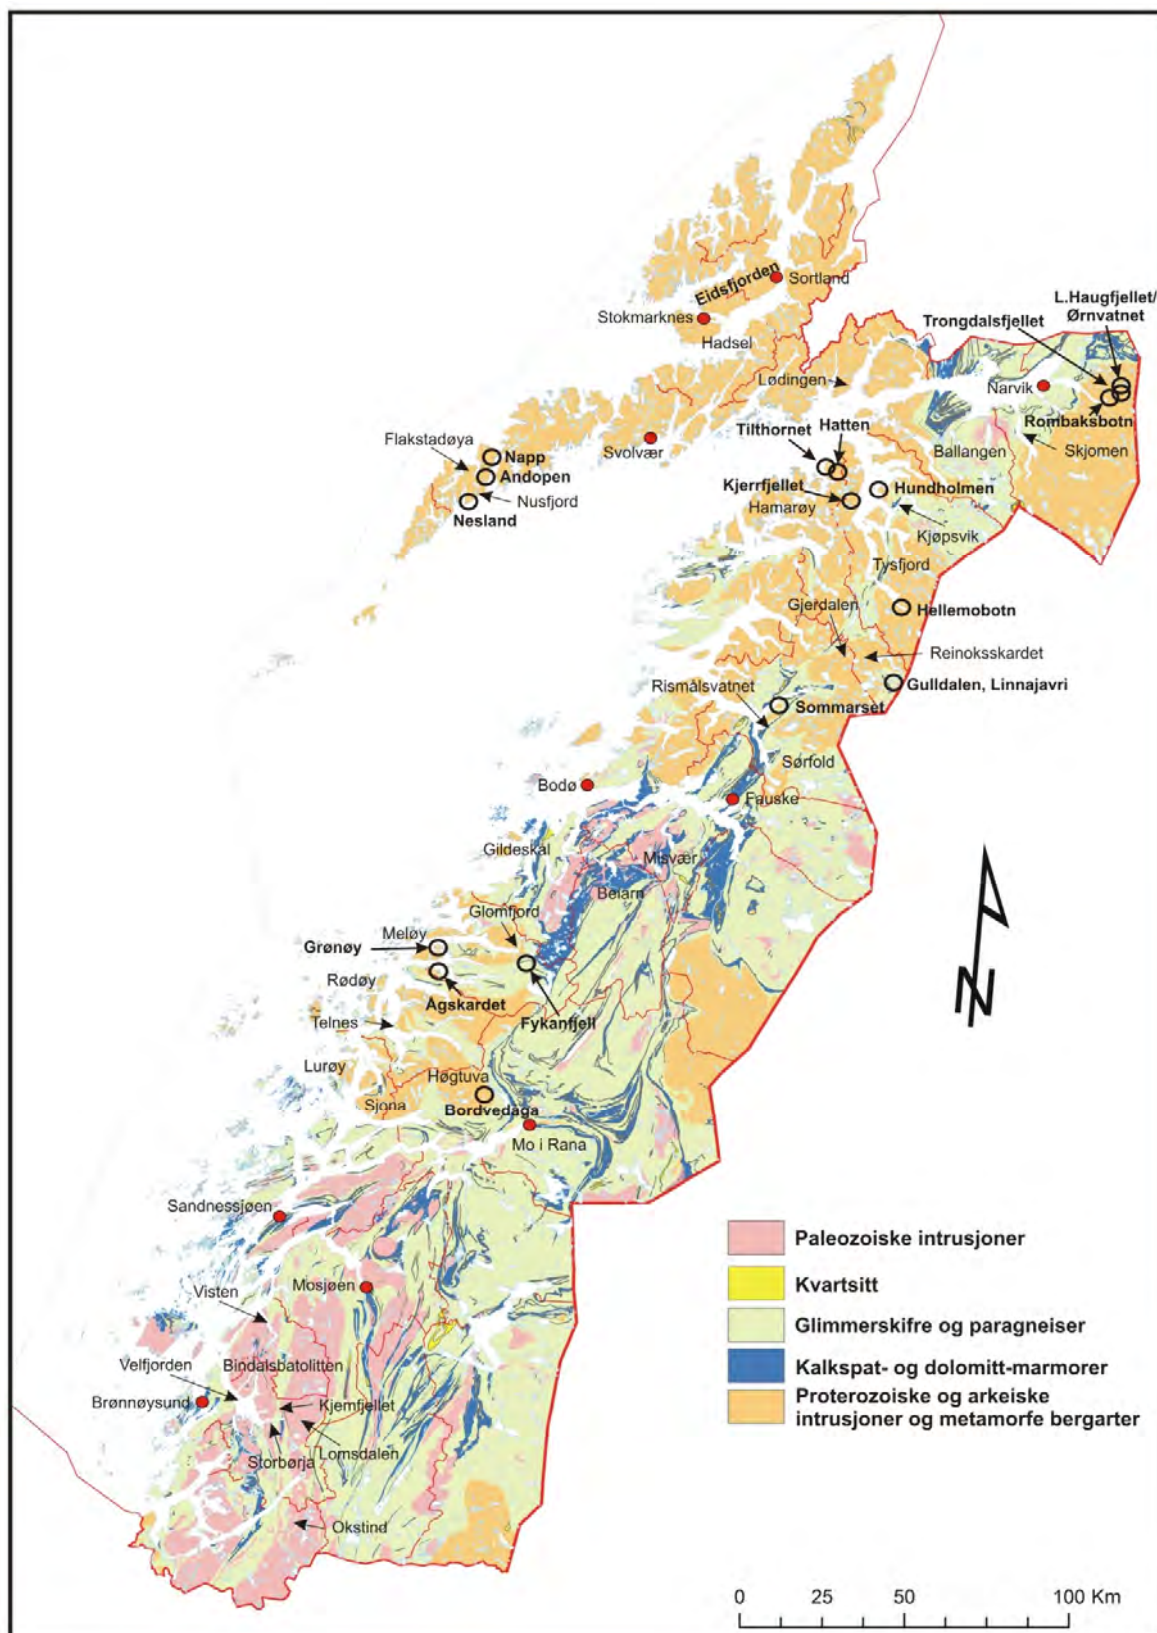 Eidsfjorden
Sortland
Stokmarknes
Hadsel
L.Haugfjellet/
Ørnvatnet
Trongdalsfjellet
Lødingen
Narvik
Rombaksbotn
Skjomen
Ballangen
Flakstadøya
Napp
Andopen
Nusfjord
Nesland
Svolvær
Tilthornet
Hatten
Kjerrfjellet
Hamarøy
Hundholmen
Kjøpsvik
Tysfjord
Gjerdalen
Hellemobotn
Reinoksskardet
Gulldalen, Linnajavri
Rismålsvatnet
Sommarset
Sørfold
Bodø
Fauske
Gildeskål
Misvær
Beiarn
Glomfjord
Meløy
Grønøy
Rødøy
Ågskardet
Fykanfjell
Telnes
Lurøy
Høgtuva
Sjona
Bordvedåga
Mo i Rana
N
Sandnessjøen
Mosjøen
Visten
Velfjorden
Bindalsbatolitten
Brønnøysund
Kjemfjellet
Lomsdalen
Storbørja
Okstind
Paleozoiske intrusjoner
Kvartsitt
Glimmerskifre og paragneiser
Kalkspat- og dolomitt-marmorer
Proterozoiske og arkeiske
intrusjoner og metamorfe bergarter
0 25 50 100 Km